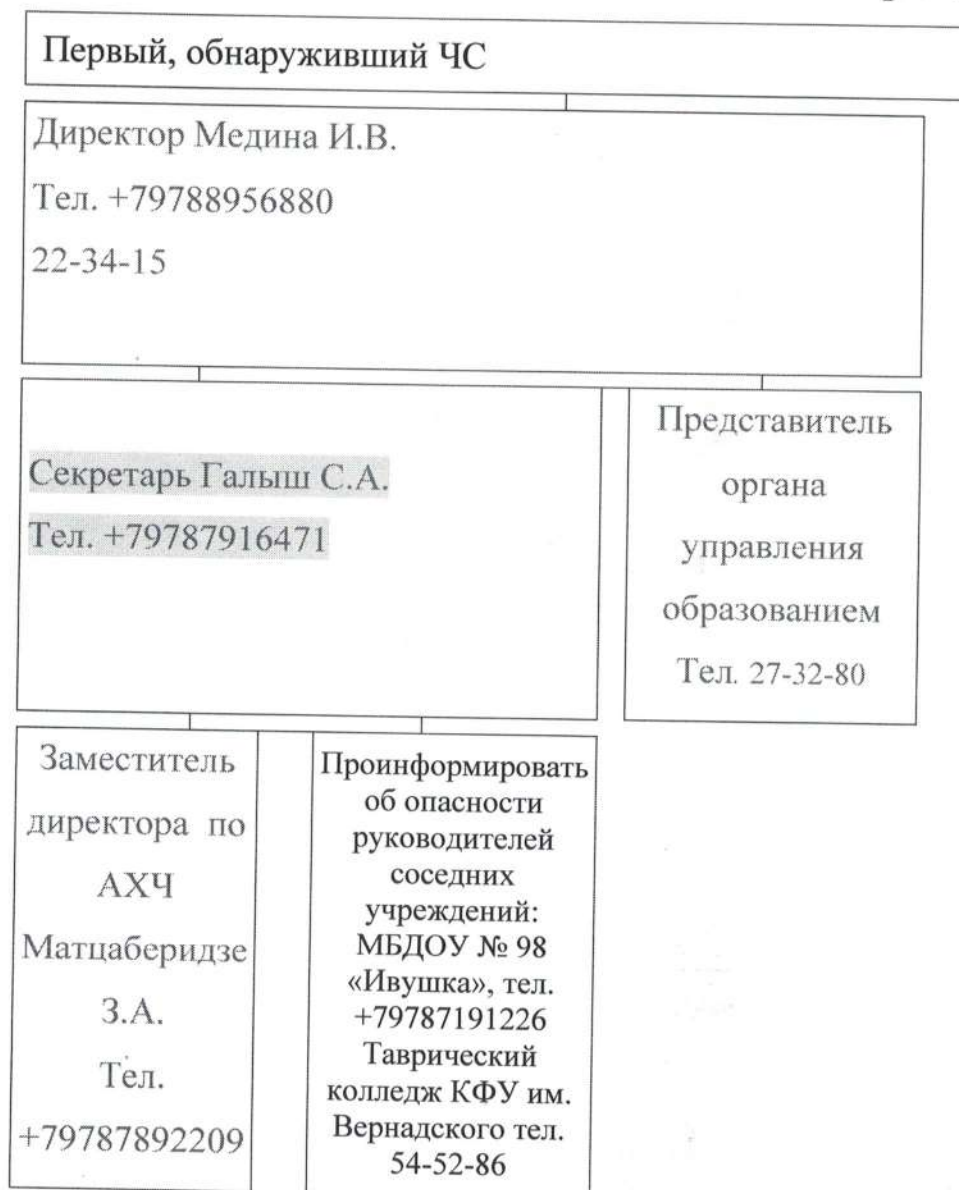 Первый, обнаруживший ЧС
Директор Медина И.В.
Тел. +79788956880
22-34-15
Секретарь Галыш С.А.
Тел. +79787916471
Представитель
органа
управления
образованием
Тел. 27-32-80
Заместитель
директора по
АХЧ
Матцаберидзе
З.А.
Тел.
+79787892209
Проинформировать
об опасности
руководителей
соседних
учреждений:
МБДОУ № 98
«Ивушка», тел.
+79787191226
Таврический
колледж КФУ им.
Вернадского тел.
54-52-86